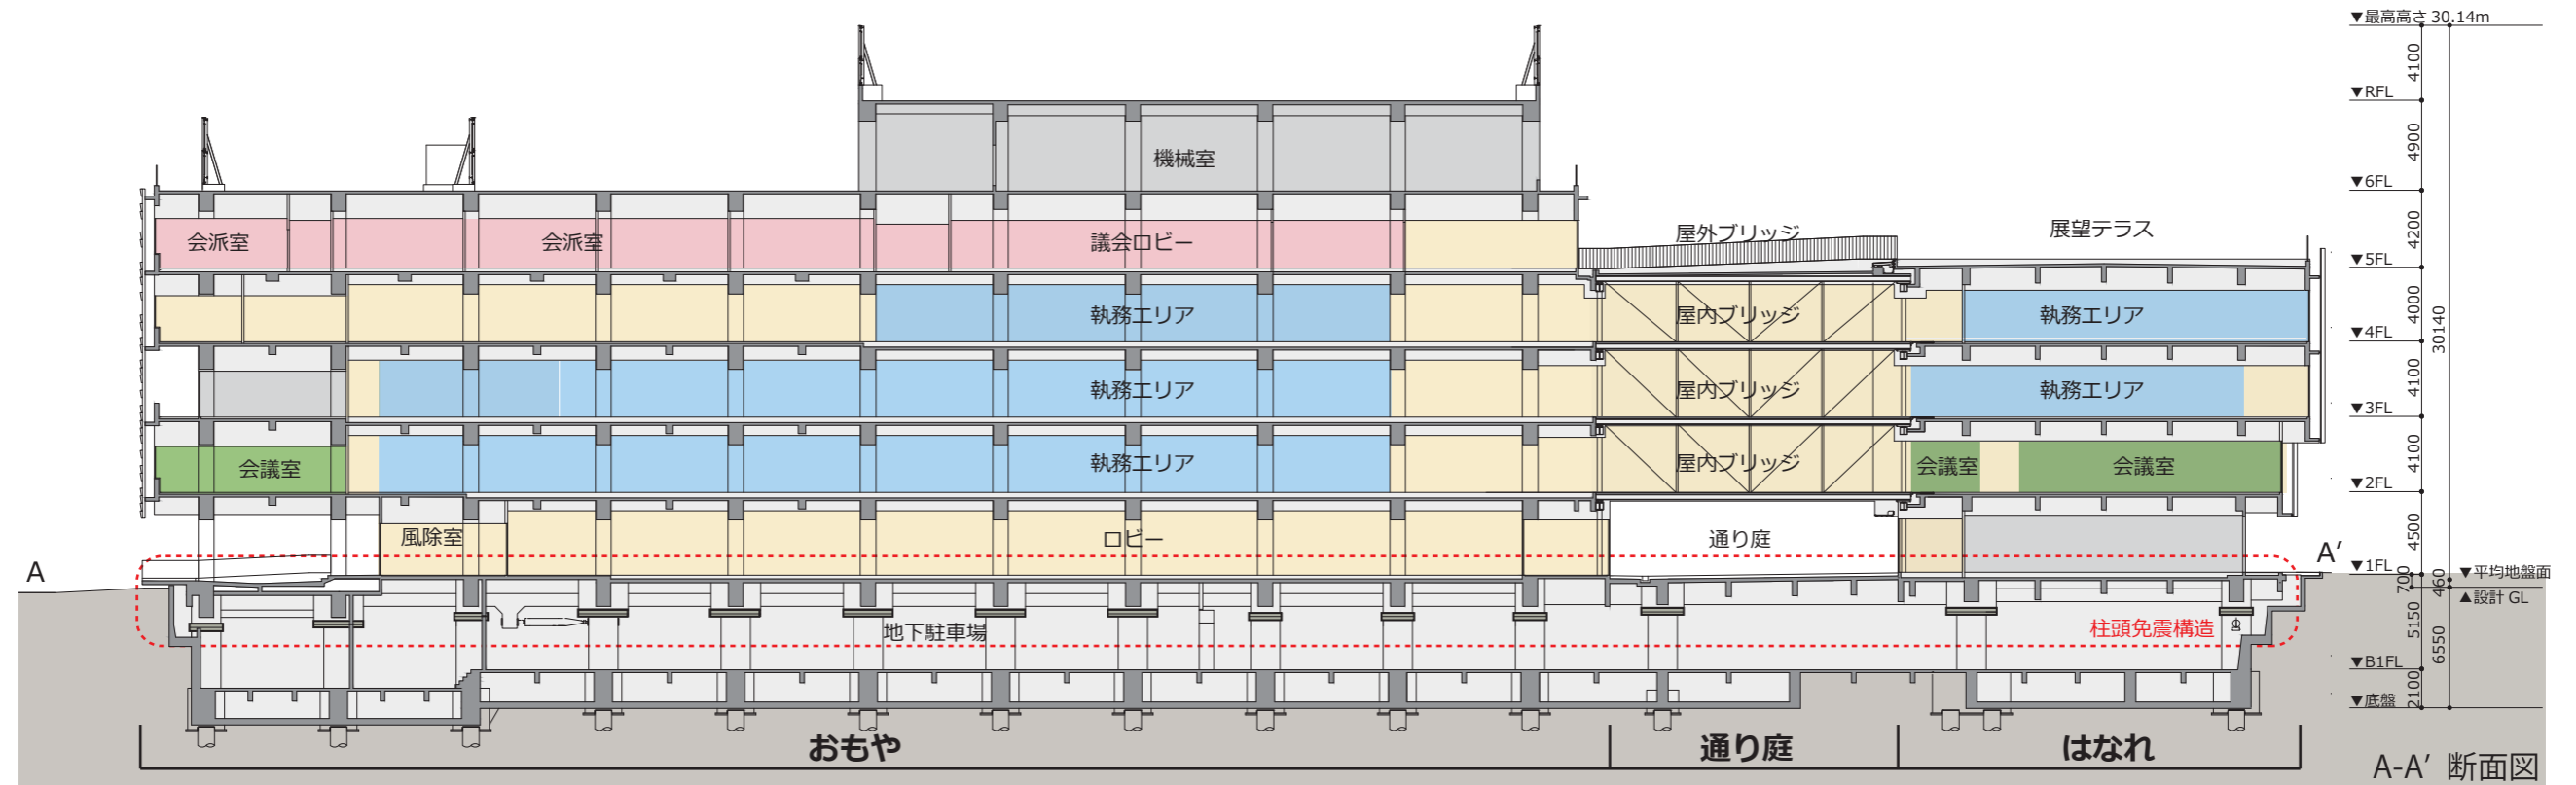 ▼最高高さ 30.14m
4100
▼RFL
4900
機械室
▼6FL
4200
会派室
会派室
議会ロビー
屋外ブリッジ
展望テラス
▼5FL
4000
30140
執務エリア
屋内ブリッジ
執務エリア
▼4FL
4100
執務エリア
屋内ブリッジ
執務エリア
▼3FL
4100
会議室
執務エリア
屋内ブリッジ
会議室
会議室
▼2FL
4500
風除室
ロビー
通り庭
A
A′
▼1FL
700
460
▼平均地盤面
▲設計 GL
5150
6550
地下駐車場
柱頭免震構造
▼B1FL
2100
▼底盤
おもや
通り庭
はなれ
A-A′ 断面図